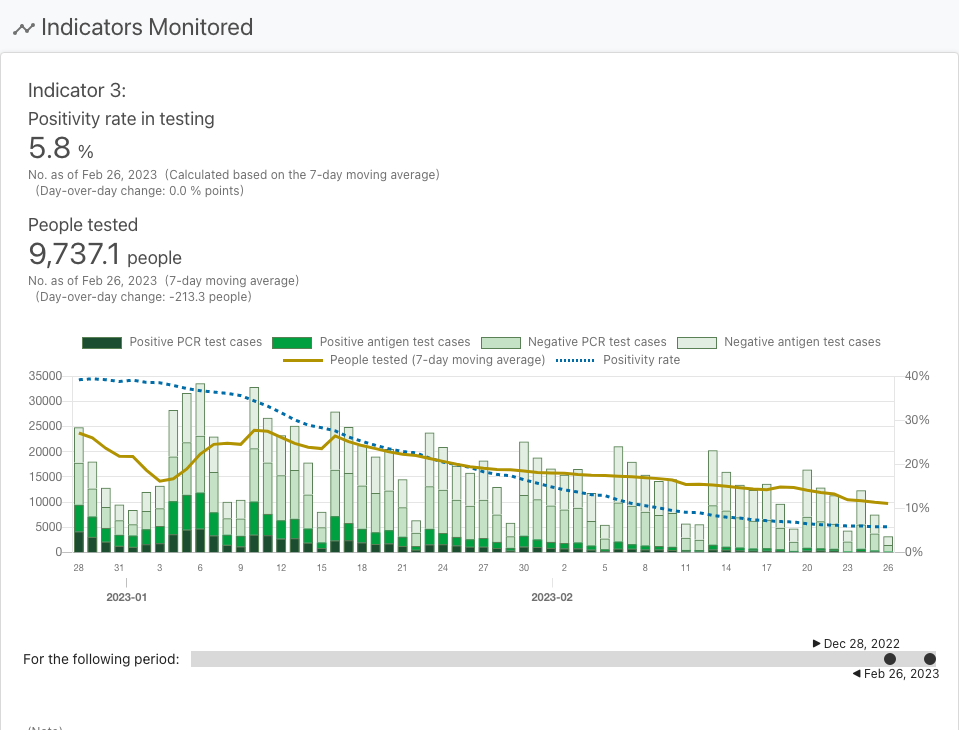 Indicators Monitored
Indicator 3:
Positivity rate in testing
5.8 %
No. as of Feb 26, 2023 (Calculated based on the 7-day moving average)
(Day-over-day change: 0.0 % points)
People tested
9,737.1 people
No. as of Feb 26, 2023 (7-day moving average)
(Day-over-day change: -213.3 people)
Positive PCR test cases Positive antigen test cases Negative PCR test cases Negative antigen test cases
People tested (7-day moving average) Positivity rate
35000 40%
30000
25000 30%
20000
15000 20%
10000 10%
5000
0 0%
28 31 3 6 9 12 15 18 21 24 27 30 2 5 8 11 14 17 20 23 26
2023-01 2023-02
Dec 28, 2022
For the following period:
Feb 26, 2023